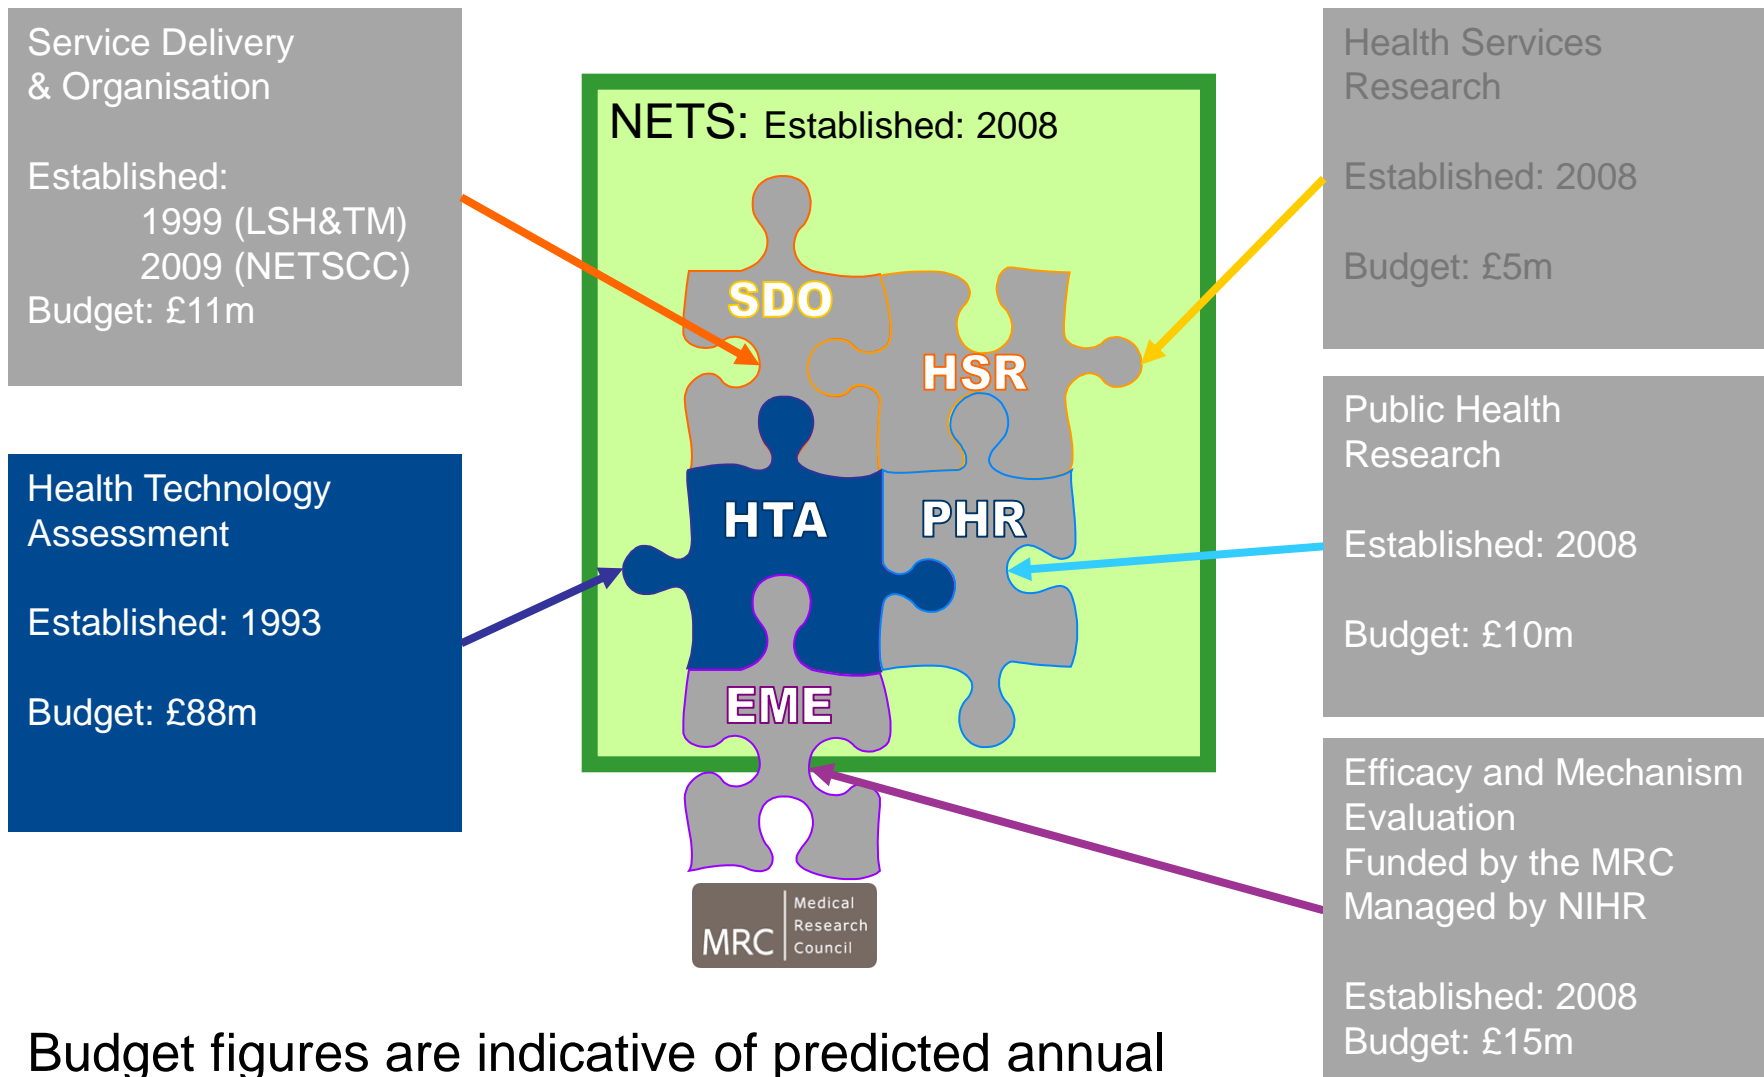 Service Delivery
& Organisation
Established:
1999 (LSH&TM)
2009 (NETSCC)
Budget: £11m
Health Technology
Assessment
Established: 1993
Budget: £88m
NETS: Established: 2008
SDO
HSR
HTA
PHR
EME
MRC
Medical
Research
Council
Health Services
Research
Established: 2008
Budget: £5m
Public Health
Research
Established: 2008
Budget: £10m
Efficacy and Mechanism
Evaluation
Funded by the MRC
Managed by NIHR
Established: 2008
Budget: £15m
Budget figures are indicative of predicted annual